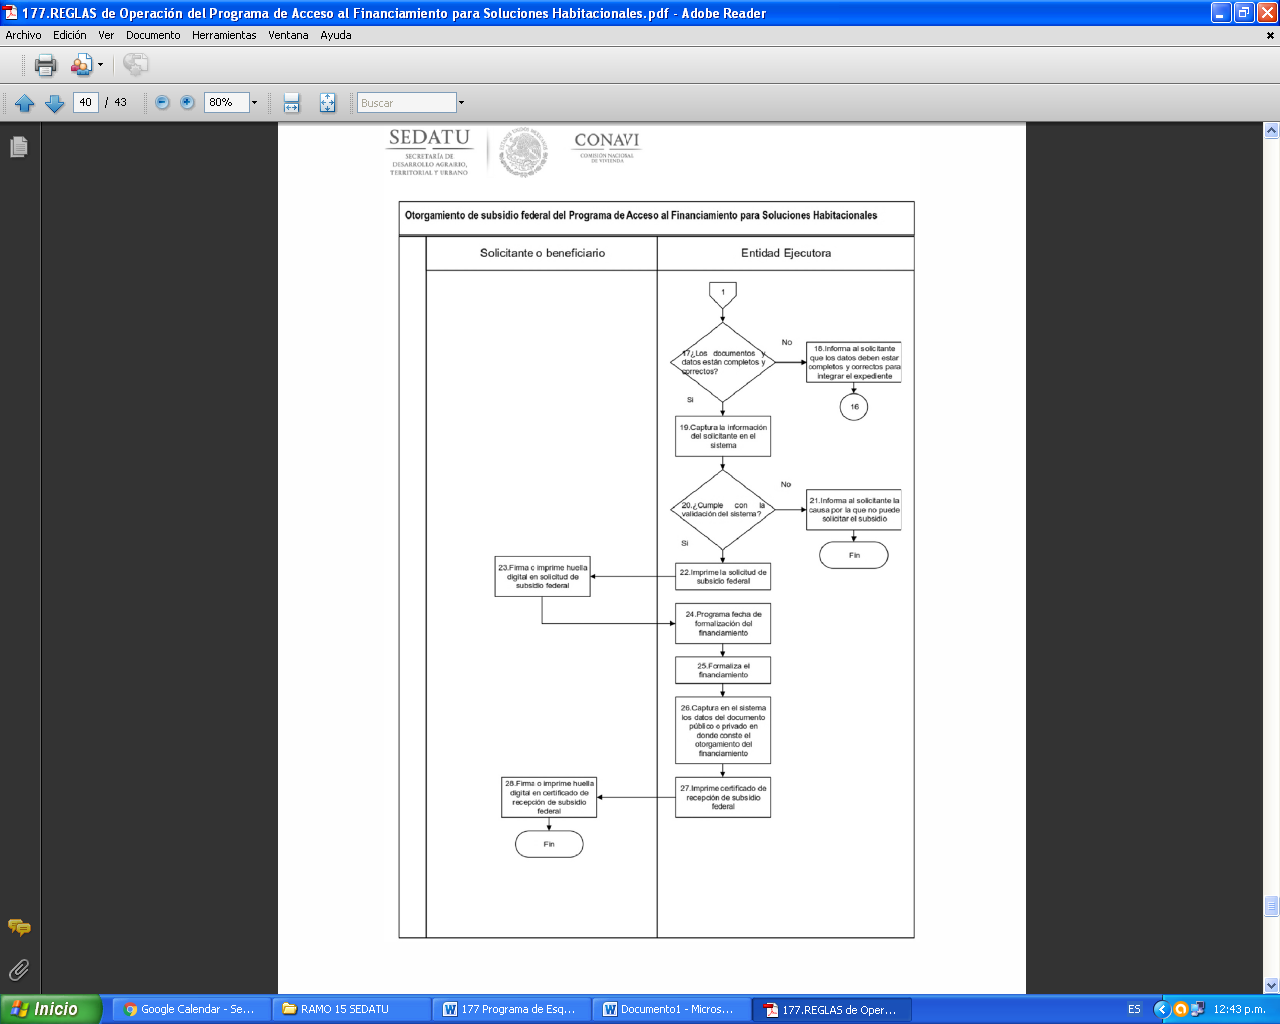 177.REGLAS de Operación del Programa de Acceso al Financiamiento para Soluciones Habitacionales.pdf - Adobe Reader
Archivo Edición Ver Documento Herramientas Ventana Ayuda
40 / 43 80% Buscar
SEDATU
SECRETARÍA DE
DESARROLLO AGRARIO,
TERRITORIAL Y URBANO
ESTADOS UNIDOS MEXICANOS
CONAVI
COMISIÓN NACIONAL
DE VIVIENDA
Otorgamiento de subsidio federal del Programa de Acceso al Financiamiento para Soluciones Habitacionales
Solicitante o beneficiario
Entidad Ejecutora
1
17¿Los documentos y
datos están completos y
correctos?
No
18.Informa al solicitante
que los datos deben estar
completos y correctos para
integrar el expediente
16
Si
19.Captura la información
del solicitante en el
sistema
20.¿Cumple con la
validación del sistema?
No
21.Informa al solicitante la
causa por la que no puede
solicitar el subsidio
Fin
Si
22.Imprime la solicitud de
subsidio federal
23.Firma o imprime huella
digital en solicitud de
subsidio federal
24.Programa fecha de
formalización del
financiamiento
25.Formaliza el
financiamiento
26.Captura en el sistema
los datos del documento
público o privado en
donde conste el
otorgamiento del
financiamiento
27.Imprime certificado de
recepción de subsidio
federal
28.Firma o imprime huella
digital en certificado de
recepción de subsidio
federal
Fin
Inicio
Google Calendar - Se...
RAMO 15 SEDATU
177 Programa de Esq...
Documento1 - Micros...
177.REGLAS de Oper...
ES
12:43 p.m.